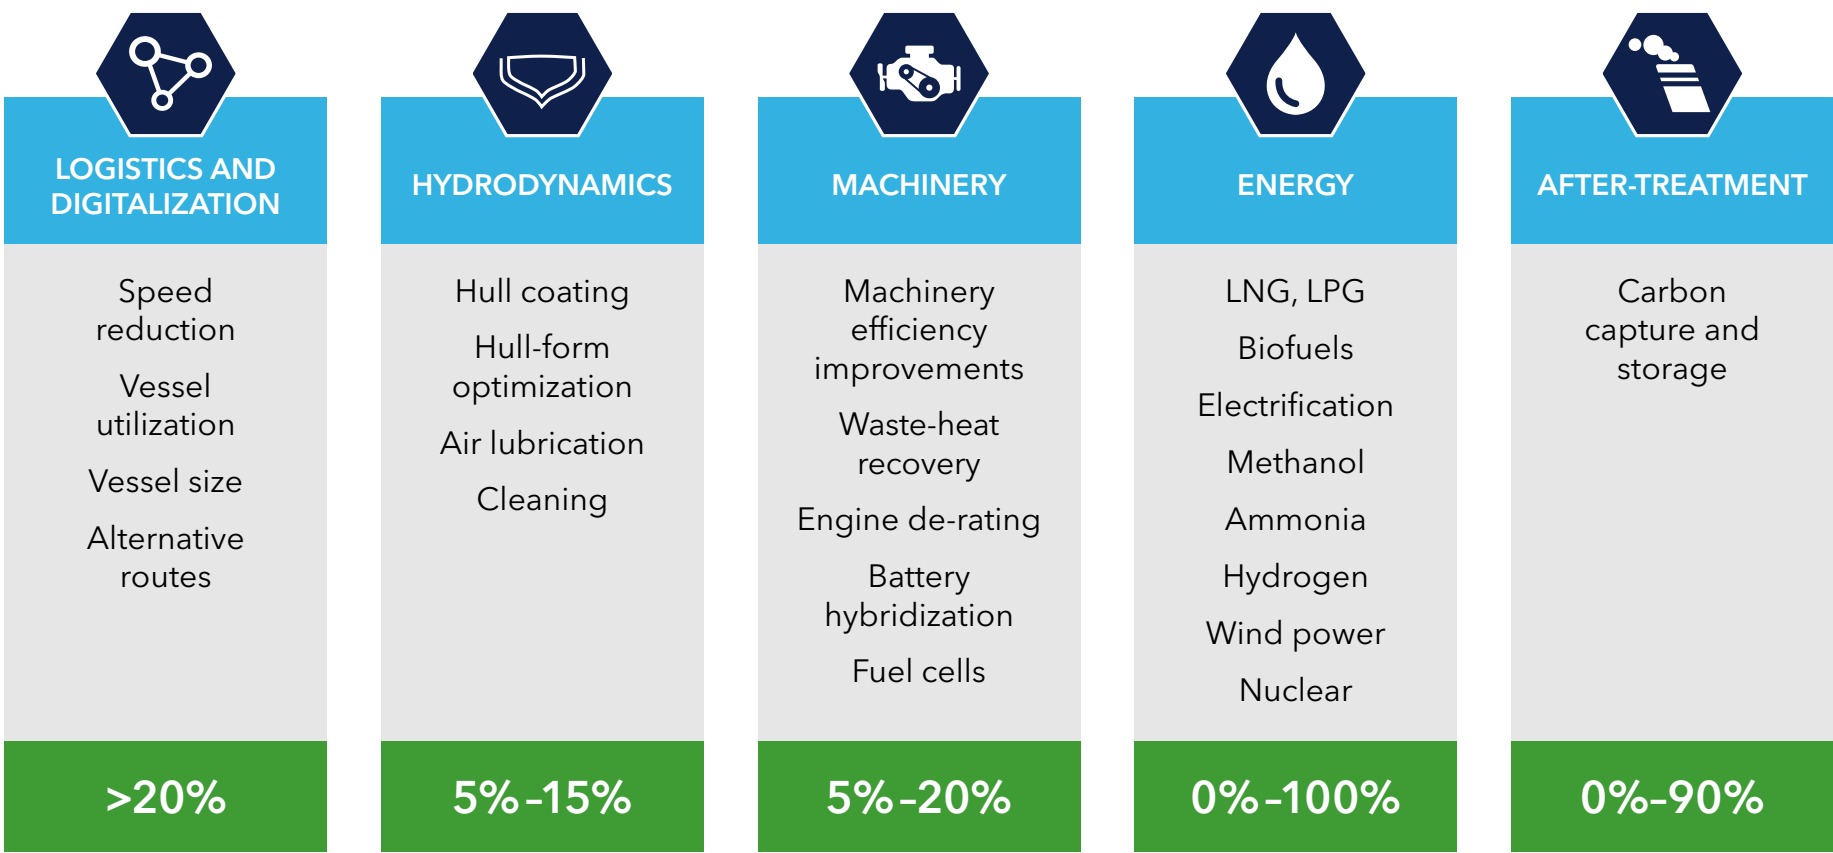 LOGISTICS AND
DIGITALIZATION
Speed
reduction
Vessel
utilization
Vessel size
Alternative
routes
>20%
HYDRODYNAMICS
Hull coating
Hull-form
optimization
Air lubrication
Cleaning
5%–15%
MACHINERY
Machinery
efficiency
improvements
Waste-heat
recovery
Engine de-rating
Battery
hybridization
Fuel cells
5%–20%
ENERGY
LNG, LPG
Biofuels
Electrification
Methanol
Ammonia
Hydrogen
Wind power
Nuclear
0%–100%
AFTER-TREATMENT
Carbon
capture and
storage
0%–90%